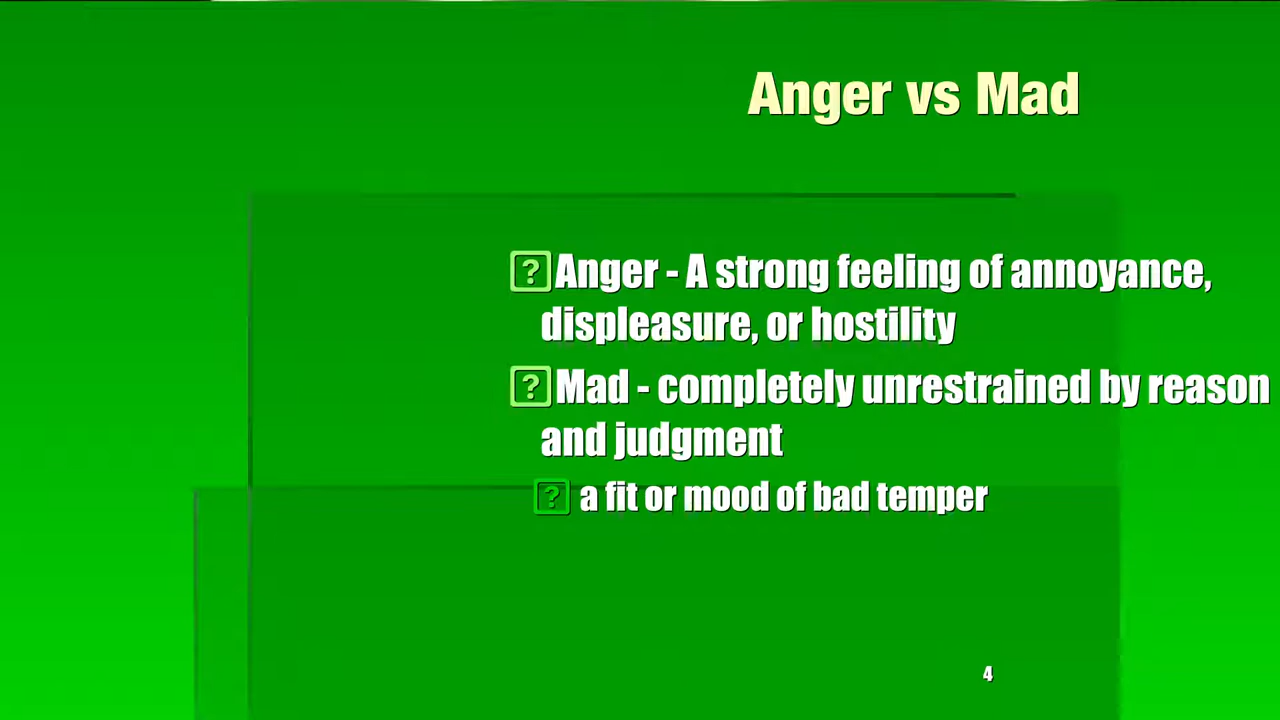 Anger vs Mad
Anger - A strong feeling of annoyance,
displeasure, or hostility
Mad - completely unrestrained by reason
and judgment
a fit or mood of bad temper
4